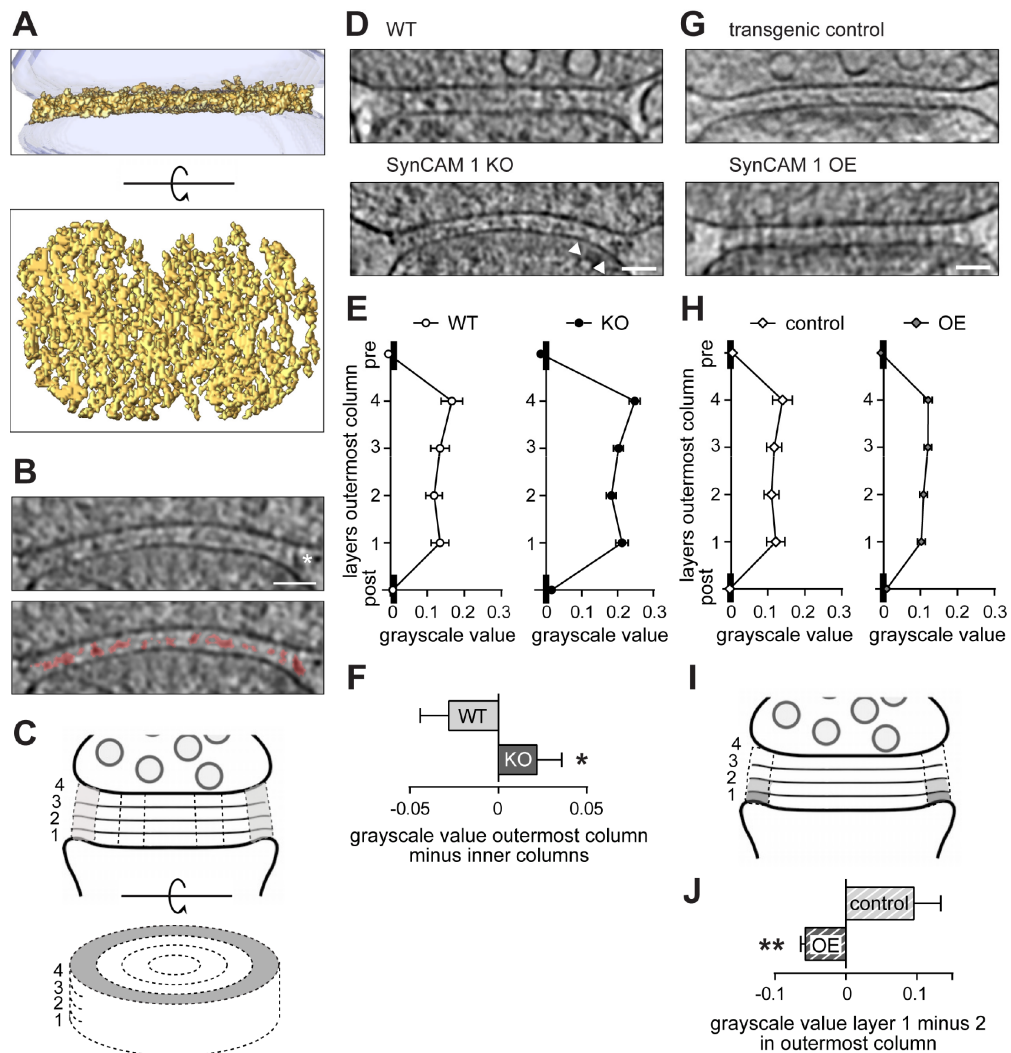 A
B
*
C
4
3
2
1
4
3
2
1
D WT
SynCAM 1 KO
E WT KO
layers outermost column
pre
4
3
2
1
post
0 0.1 0.2 0.3
grayscale value
0 0.1 0.2 0.3
grayscale value
F
WT
KO *
-0.05 0 0.05
grayscale value outermost column
minus inner columns
G transgenic control
SynCAM 1 OE
H control OE
layers outermost column
pre
4
3
2
1
post
0 0.1 0.2 0.3
grayscale value
0 0.1 0.2 0.3
grayscale value
I
4
3
2
1
J
control
** OE
-0.1 0 0.1
grayscale value layer 1 minus 2
in outermost column